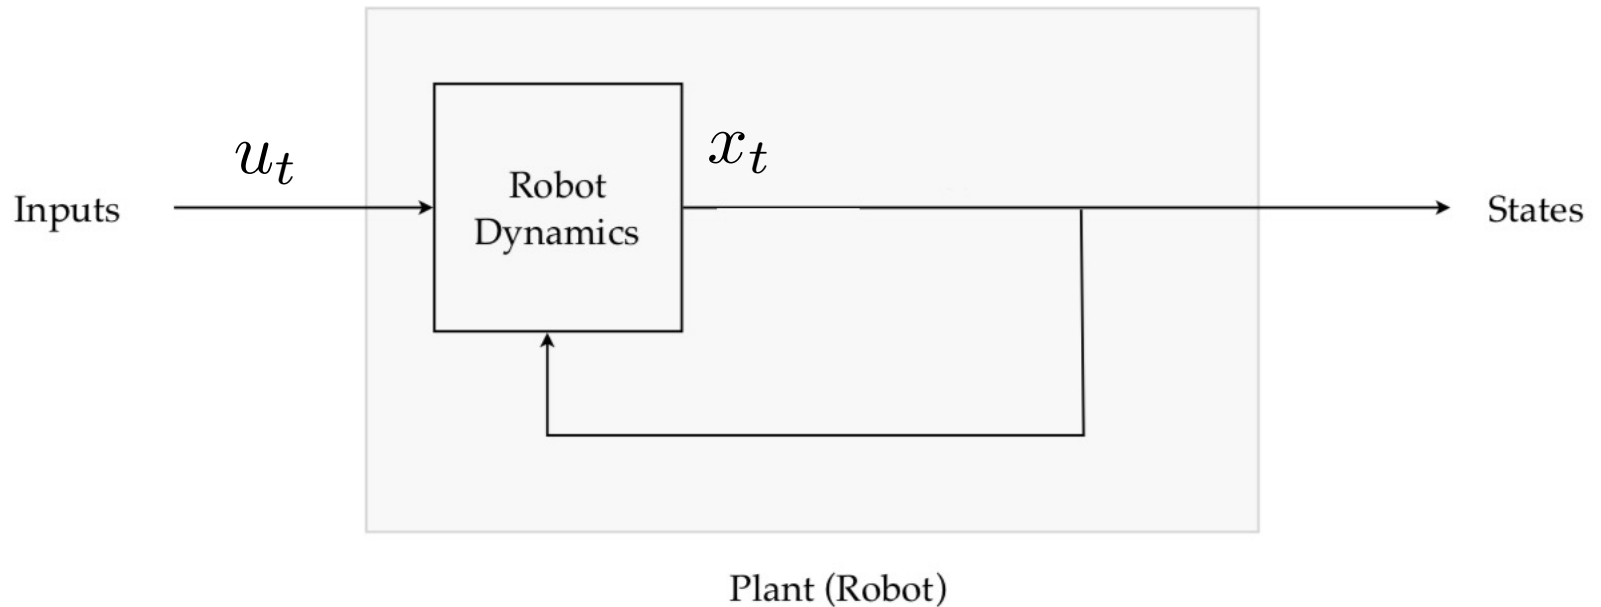 u_t
x_t
Inputs
Robot
Dynamics
States
Plant (Robot)